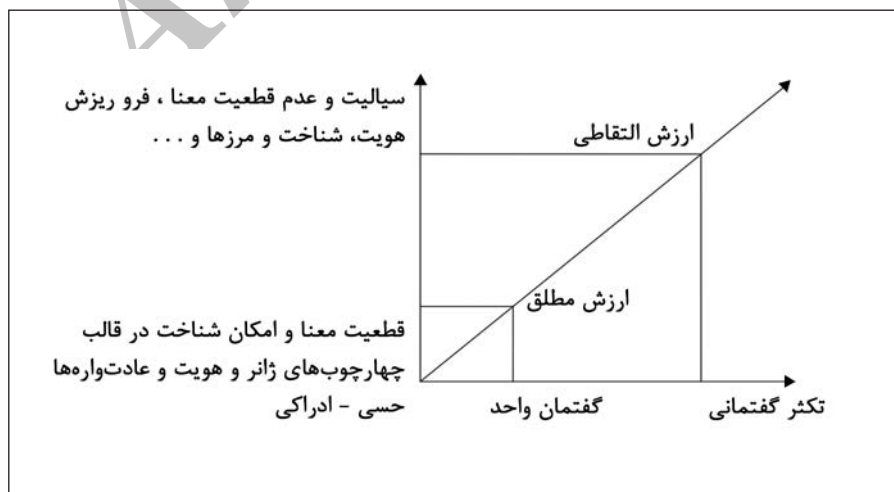 سیالیت و عدم قطعیت معنا ، فرو ریزش
هویت، شناخت و مرزها و . . .
ارزش التقاطی
ارزش مطلق
قطعیت معنا و امکان شناخت در قالب
چهارچوب‌های ژانر و هویت و عادت‌واره‌ها
حسی - ادراکی
گفتمان واحد
تکثر گفتمانی